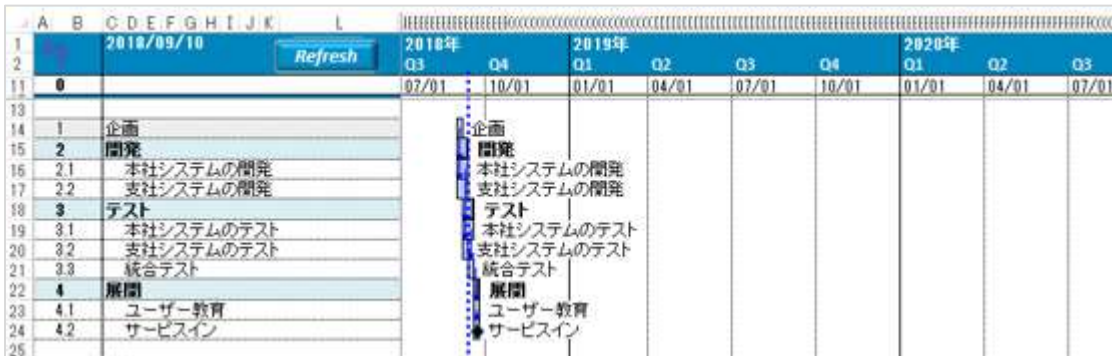 A B C D E F G H I J K L
1 2018/09/10 Refresh 2018年 2019年 2020年
2 Q3 Q4 Q1 Q2 Q3 Q4 Q1 Q2 Q3
11 0 07/01 10/01 01/01 04/01 07/01 10/01 01/01 04/01 07/01
13
14 1 企画 企画
15 2 開発 開発
16 2.1 本社システムの開発 本社システムの開発
17 2.2 支社システムの開発 支社システムの開発
18 3 テスト テスト
19 3.1 本社システムのテスト 本社システムのテスト
20 3.2 支社システムのテスト 支社システムのテスト
21 3.3 統合テスト 統合テスト
22 4 展開 展開
23 4.1 ユーザー教育 ユーザー教育
24 4.2 サービスイン サービスイン
25